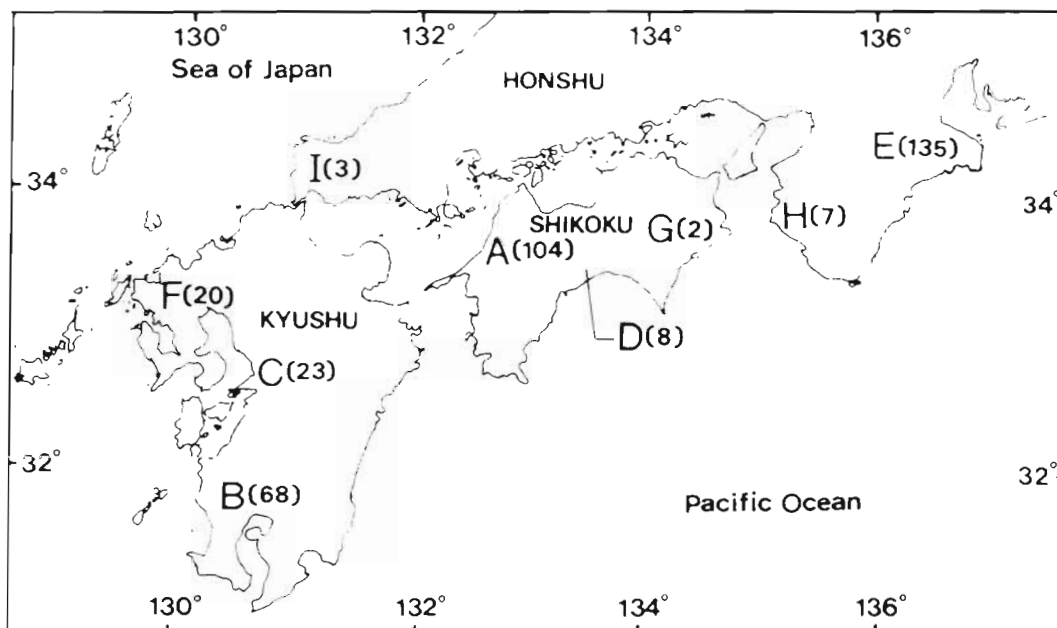 130° 132° 134° 136°
Sea of Japan
HONSHU
E(135)
I(3)
34° 34°
SHIKOKU G(2) H(7)
A(104)
F(20)
KYUSHU
D(8)
C(23)
32° 32°
B(68)
Pacific Ocean
130° 132° 134° 136°